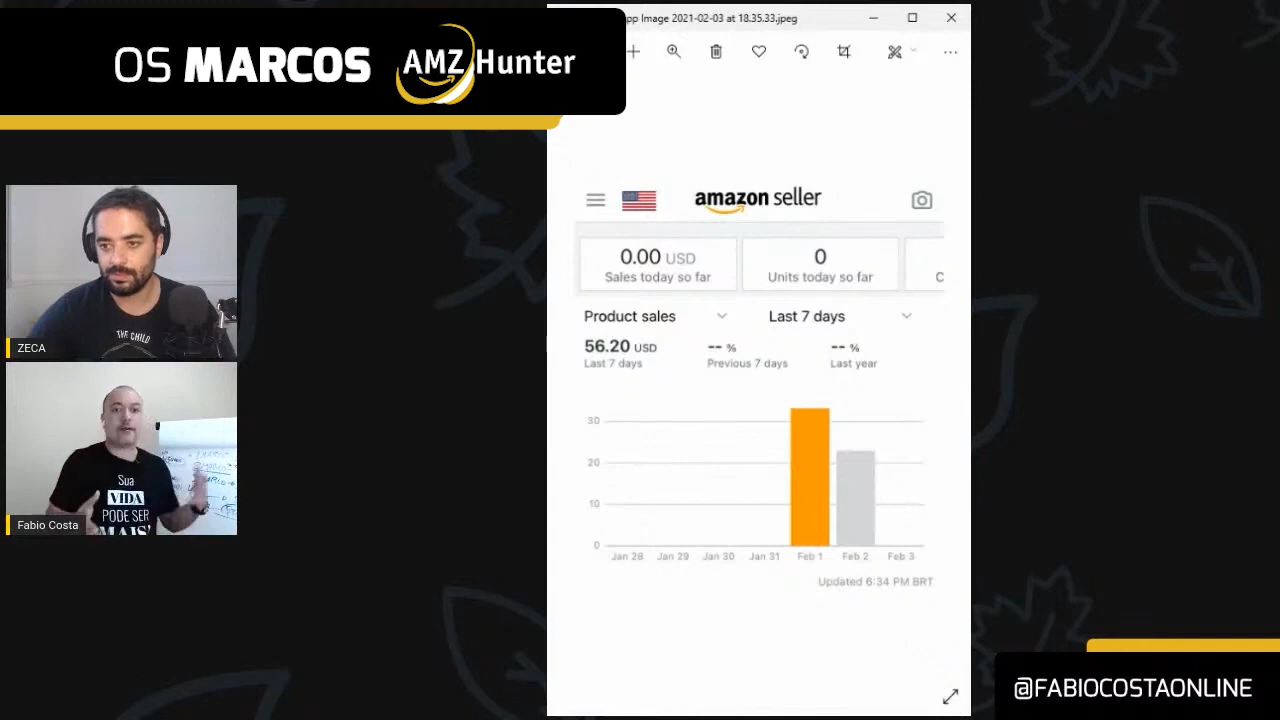 OS MARCOS AMZ Hunter
pp Image 2021-02-03 at 18.35.33.jpeg
amazon seller
0.00 USD
Sales today so far
0
Units today so far
C
Product sales
Last 7 days
56.20 USD
Last 7 days
-- %
Previous 7 days
-- %
Last year
30
20
10
0
Jan 28 Jan 29 Jan 30 Jan 31 Feb 1 Feb 2 Feb 3
Updated 6:34 PM BRT
THE CHILD
ZECA
Sua
VIDA
PODE SER
MAIS!
Fabio Costa
@FABIOCOSTAONLINE